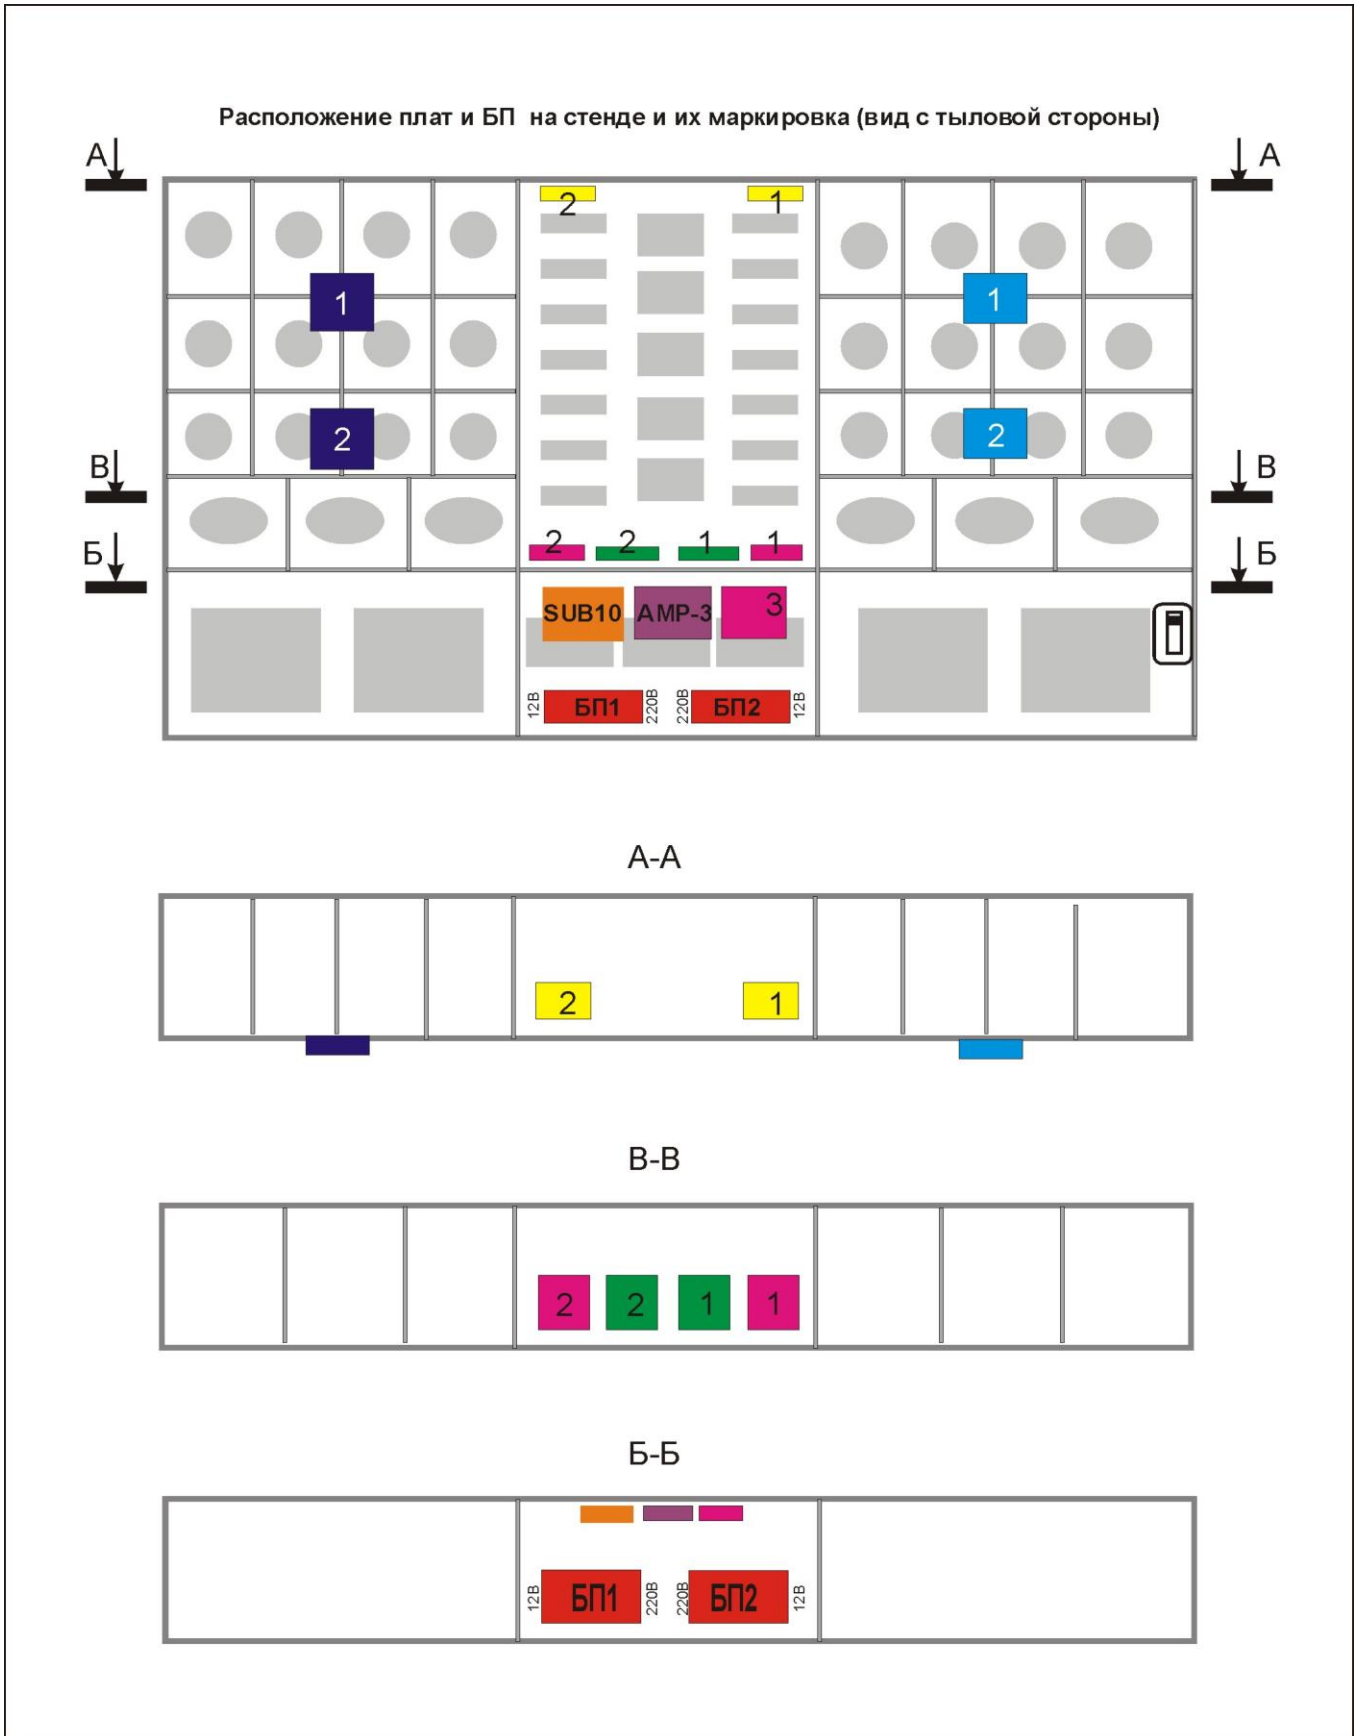 Расположение плат и БП на стенде и их маркировка (вид с тыловой стороны)
А А
2 1
1 1
2 2
В В
2 2 1 1
Б Б
SUB10 AMP-3 3
12В БП1 220В 220В БП2 12В
А-А
2 1
В-В
2 2 1 1
Б-Б
12В БП1 220В 220В БП2 12В